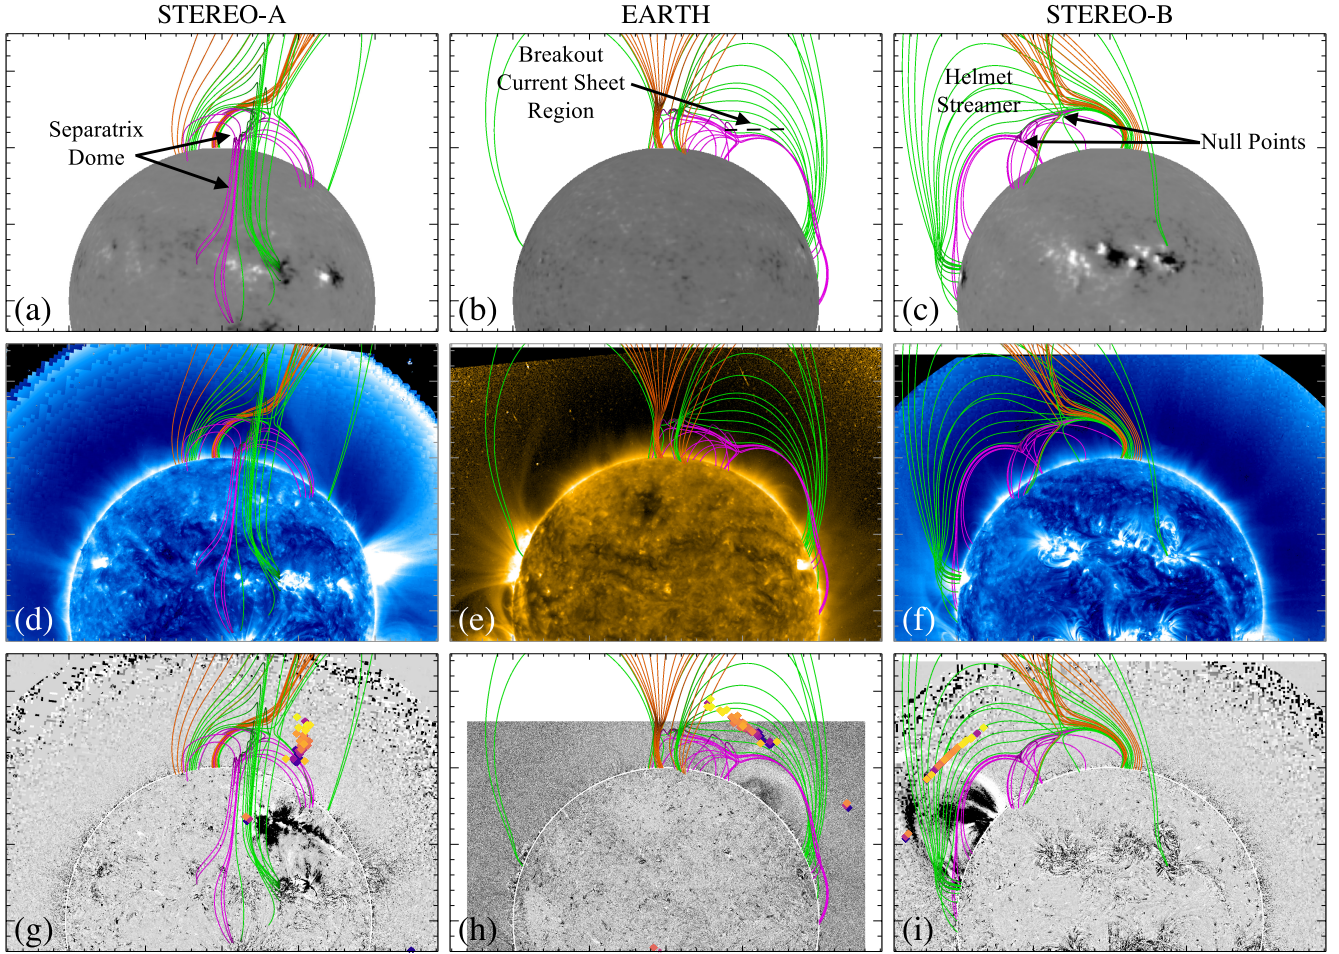 STEREO-A
EARTH
STEREO-B
Separatrix
Dome
(a)
Breakout
Current Sheet
Region
(b)
Helmet
Streamer
Null Points
(c)
(d)
(e)
(f)
(g)
(h)
(i)